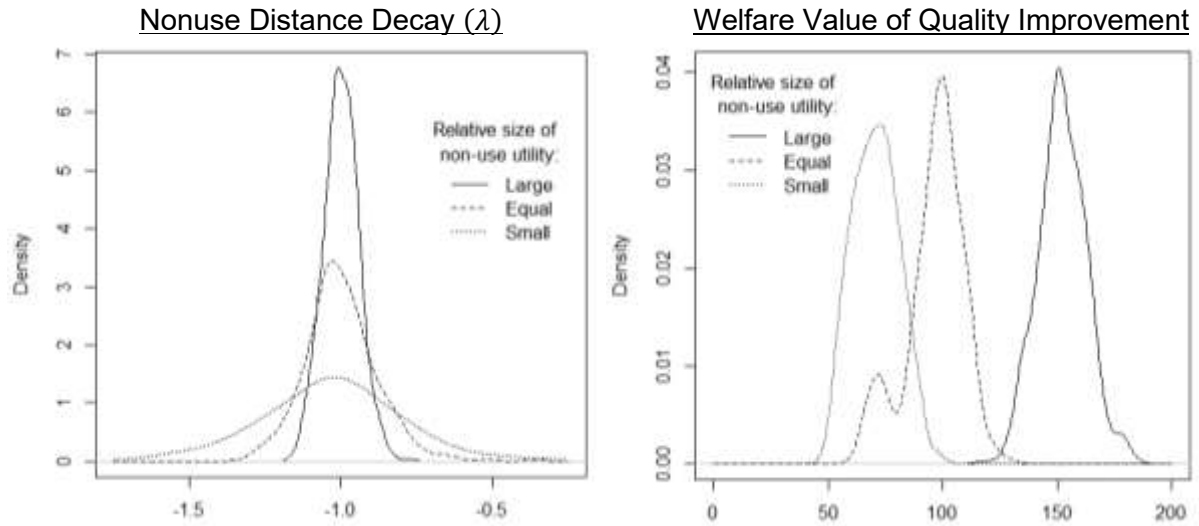 Nonuse Distance Decay (λ)
Density
7
6
5
4
3
2
1
0
Relative size of
non-use utility:
Large
Equal
Small
-1.5
-1.0
-0.5
Welfare Value of Quality Improvement
Density
0.04
0.03
0.02
0.01
0.00
Relative size of
non-use utility:
Large
Equal
Small
0
50
100
150
200